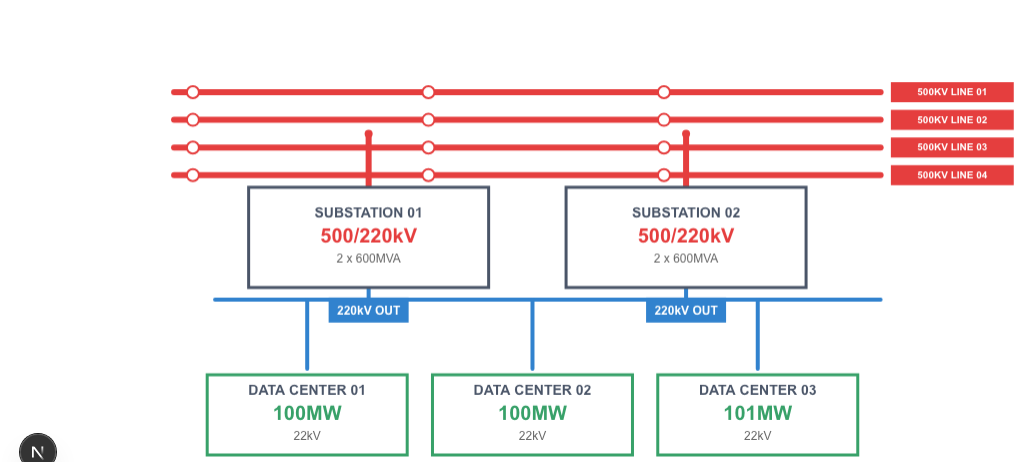 500KV LINE 01
500KV LINE 02
500KV LINE 03
500KV LINE 04
SUBSTATION 01
500/220kV
2 x 600MVA
SUBSTATION 02
500/220kV
2 x 600MVA
220kV OUT
220kV OUT
DATA CENTER 01
100MW
22kV
DATA CENTER 02
100MW
22kV
DATA CENTER 03
101MW
22kV
N